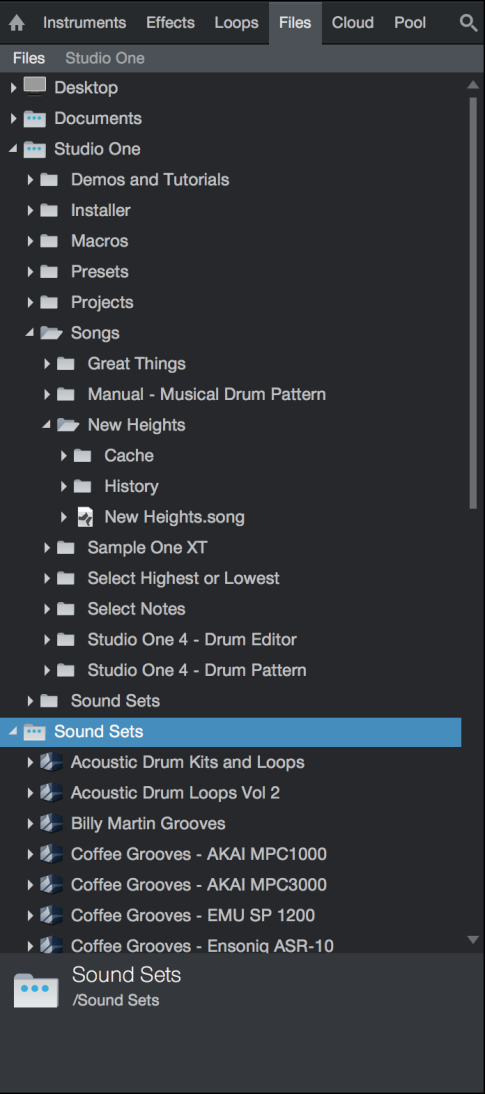 Instruments Effects Loops Files Cloud Pool
Files Studio One
Desktop
Documents
Studio One
Demos and Tutorials
Installer
Macros
Presets
Projects
Songs
Great Things
Manual - Musical Drum Pattern
New Heights
Cache
History
New Heights.song
Sample One XT
Select Highest or Lowest
Select Notes
Studio One 4 - Drum Editor
Studio One 4 - Drum Pattern
Sound Sets
Sound Sets
Acoustic Drum Kits and Loops
Acoustic Drum Loops Vol 2
Billy Martin Grooves
Coffee Grooves - AKAI MPC1000
Coffee Grooves - AKAI MPC3000
Coffee Grooves - EMU SP 1200
Coffee Grooves - Ensoniq ASR-10
Sound Sets
/Sound Sets